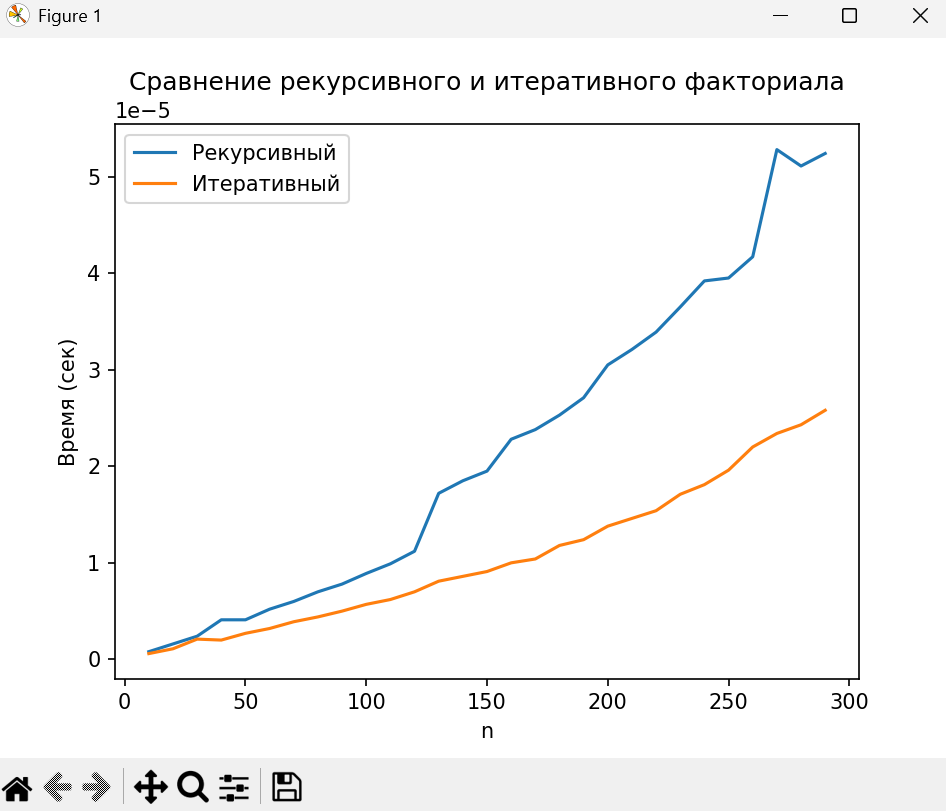 Figure 1
Сравнение рекурсивного и итеративного факториала
1e−5
Рекурсивный
Итеративный
5
4
3
2
1
0
Время (сек)
0 50 100 150 200 250 300
n